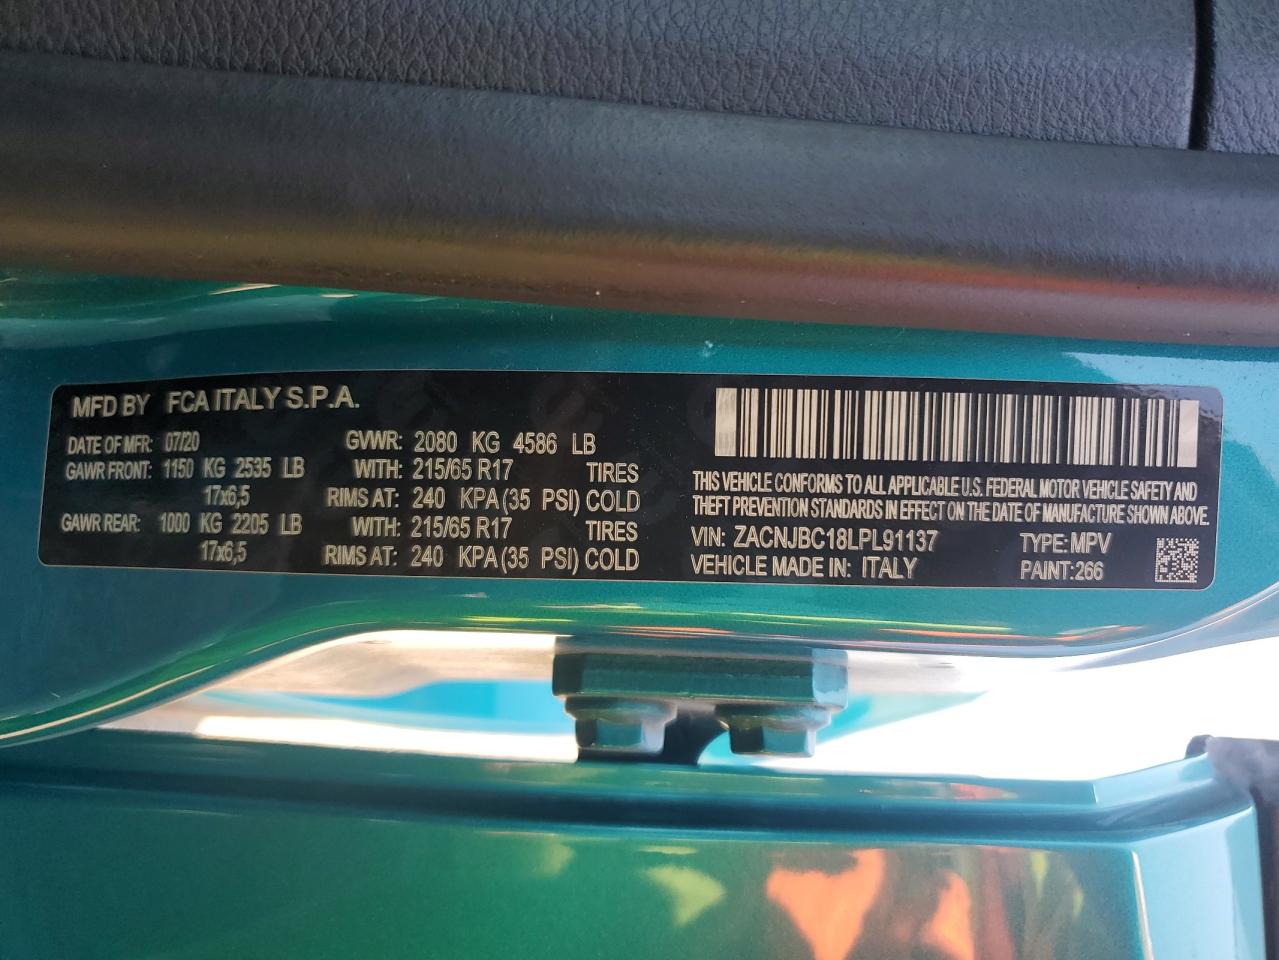 MFD BY FCA ITALY S.P.A.
DATE OF MFR: 07/20 GVWR: 2080 KG 4586 LB
GAWR FRONT: 1150 KG 2535 LB WITH: 215/65 R17 TIRES
17x6,5 RIMS AT: 240 KPA(35 PSI) COLD
GAWR REAR: 1000 KG 2205 LB WITH: 215/65 R17 TIRES
17x6,5 RIMS AT: 240 KPA(35 PSI) COLD
THIS VEHICLE CONFORMS TO ALL APPLICABLE U.S. FEDERAL MOTOR VEHICLE SAFETY AND
THEFT PREVENTION STANDARDS IN EFFECT ON THE DATE OF MANUFACTURE SHOWN ABOVE.
VIN: ZACNJBC18LPL91137 TYPE: MPV
VEHICLE MADE IN: ITALY PAINT:266